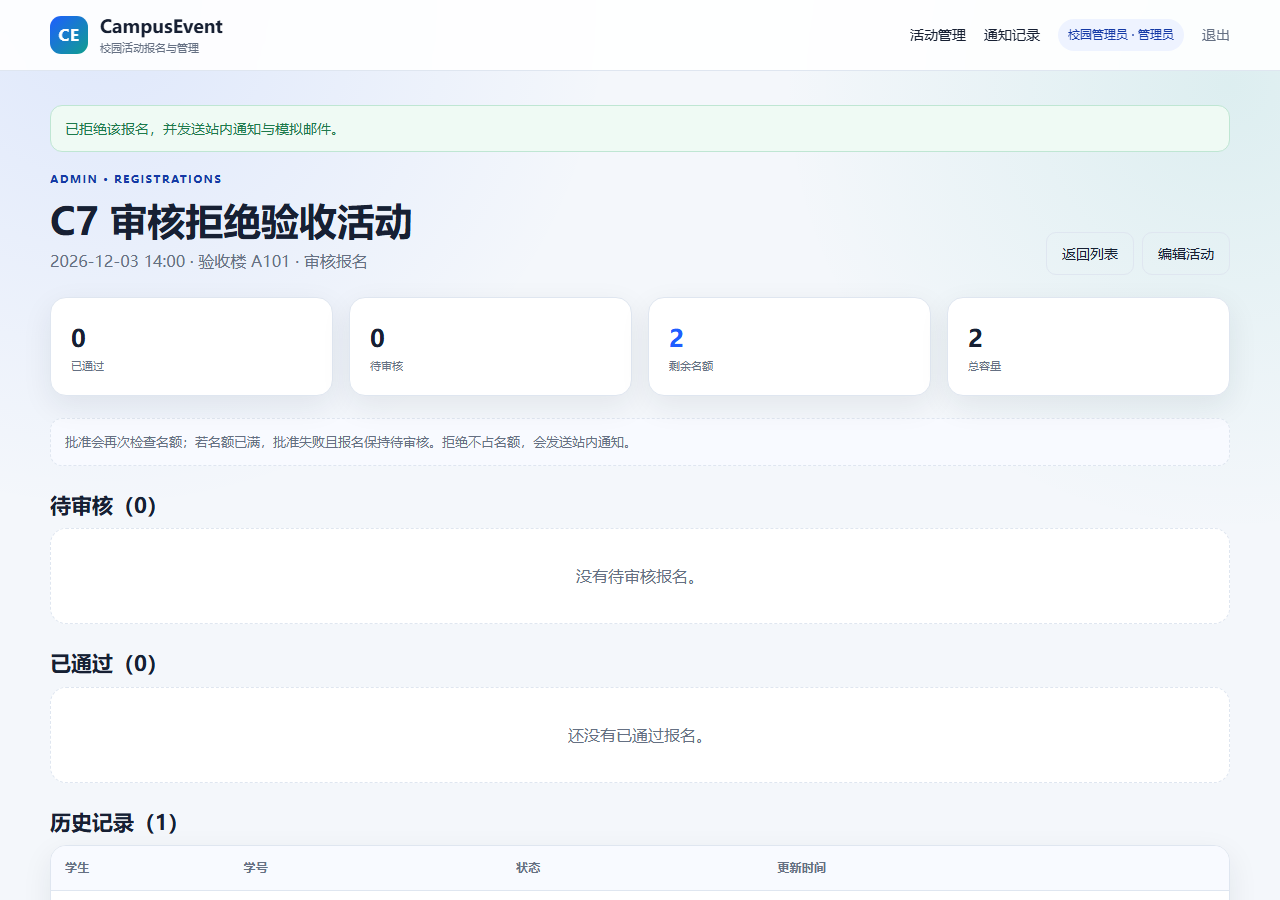 CE
CampusEvent
校园活动报名与管理
活动管理 通知记录 校园管理员 · 管理员 退出
已拒绝该报名，并发送站内通知与模拟邮件。
ADMIN • REGISTRATIONS
C7 审核拒绝验收活动
2026-12-03 14:00 · 验收楼 A101 · 审核报名
返回列表 编辑活动
0 0 2 2
已通过 待审核 剩余名额 总容量
批准会再次检查名额；若名额已满，批准失败且报名保持待审核。拒绝不占名额，会发送站内通知。
待审核（0）
没有待审核报名。
已通过（0）
还没有已通过报名。
历史记录（1）
学生 学号 状态 更新时间